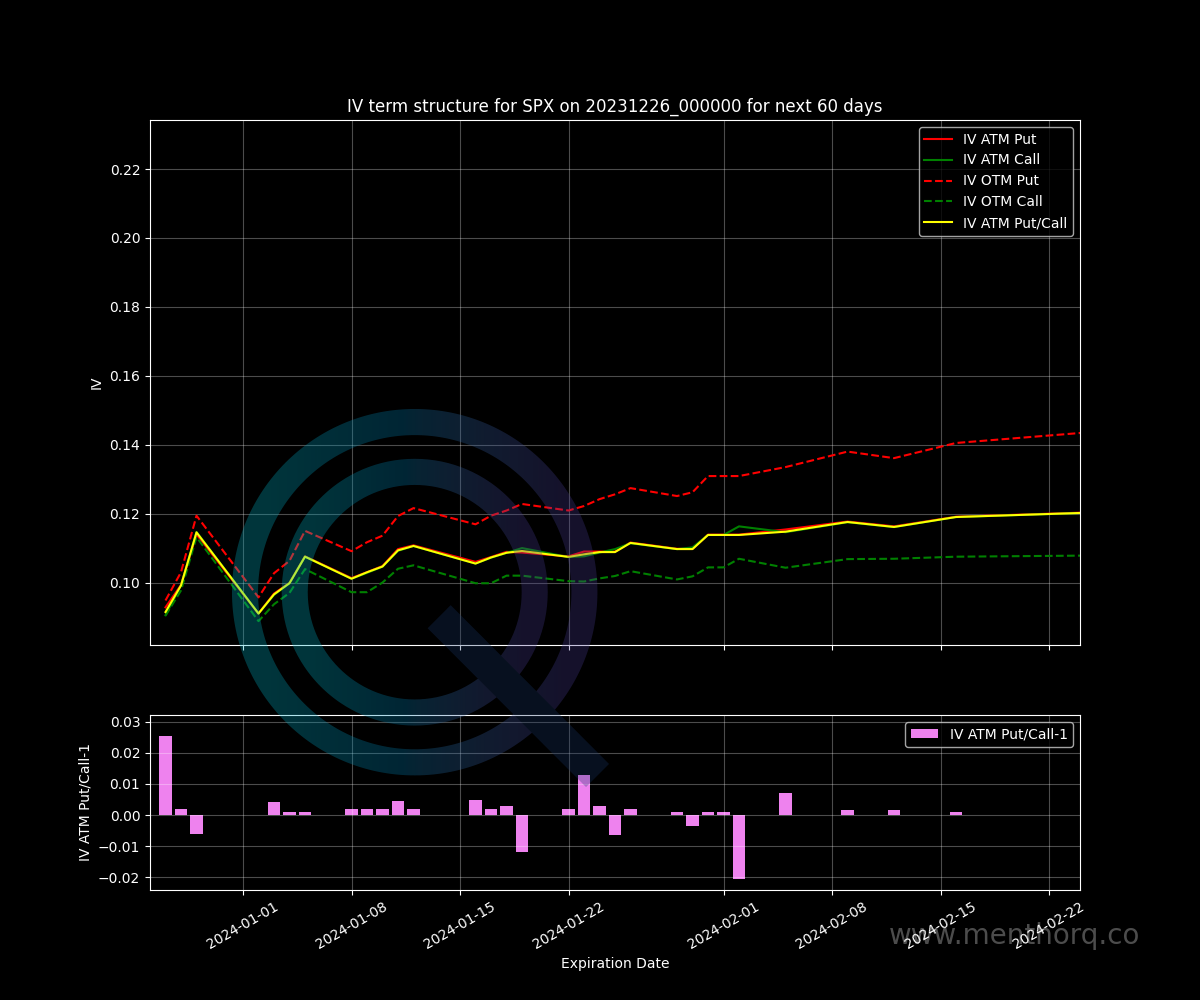 IV term structure for SPX on 20231226_000000 for next 60 days
IV ATM Put
IV ATM Call
IV OTM Put
IV OTM Call
IV ATM Put/Call
0.22
0.20
0.18
0.16
0.14
0.12
0.10
IV
IV ATM Put/Call-1
0.03
0.02
0.01
0.00
−0.01
−0.02
IV ATM Put/Call-1
2024-01-01
2024-01-08
2024-01-15
2024-01-22
2024-02-01
2024-02-08
2024-02-15
2024-02-22
www.menthorq.co
Expiration Date